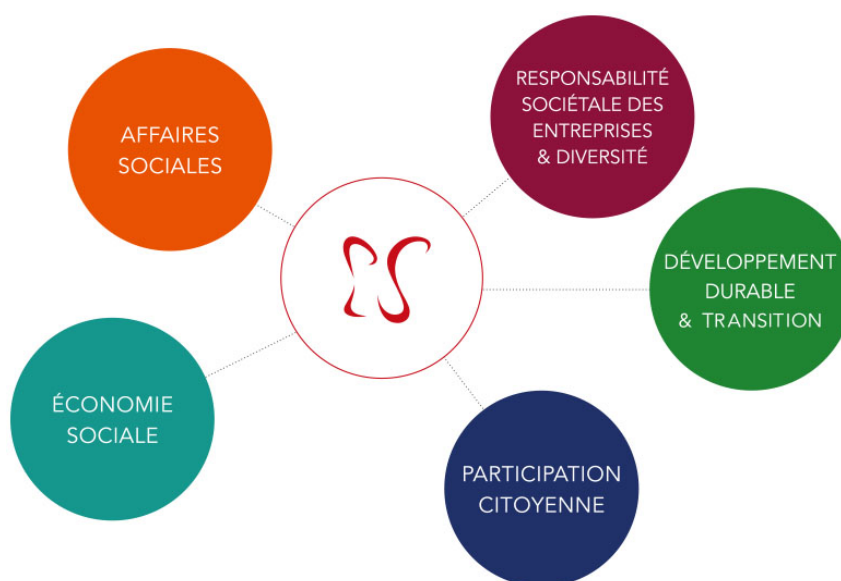 AFFAIRES
SOCIALES
RESPONSABILITÉ
SOCIÉTALE DES
ENTREPRISES
& DIVERSITÉ
DÉVELOPPEMENT
DURABLE
& TRANSITION
ÉCONOMIE
SOCIALE
PARTICIPATION
CITOYENNE